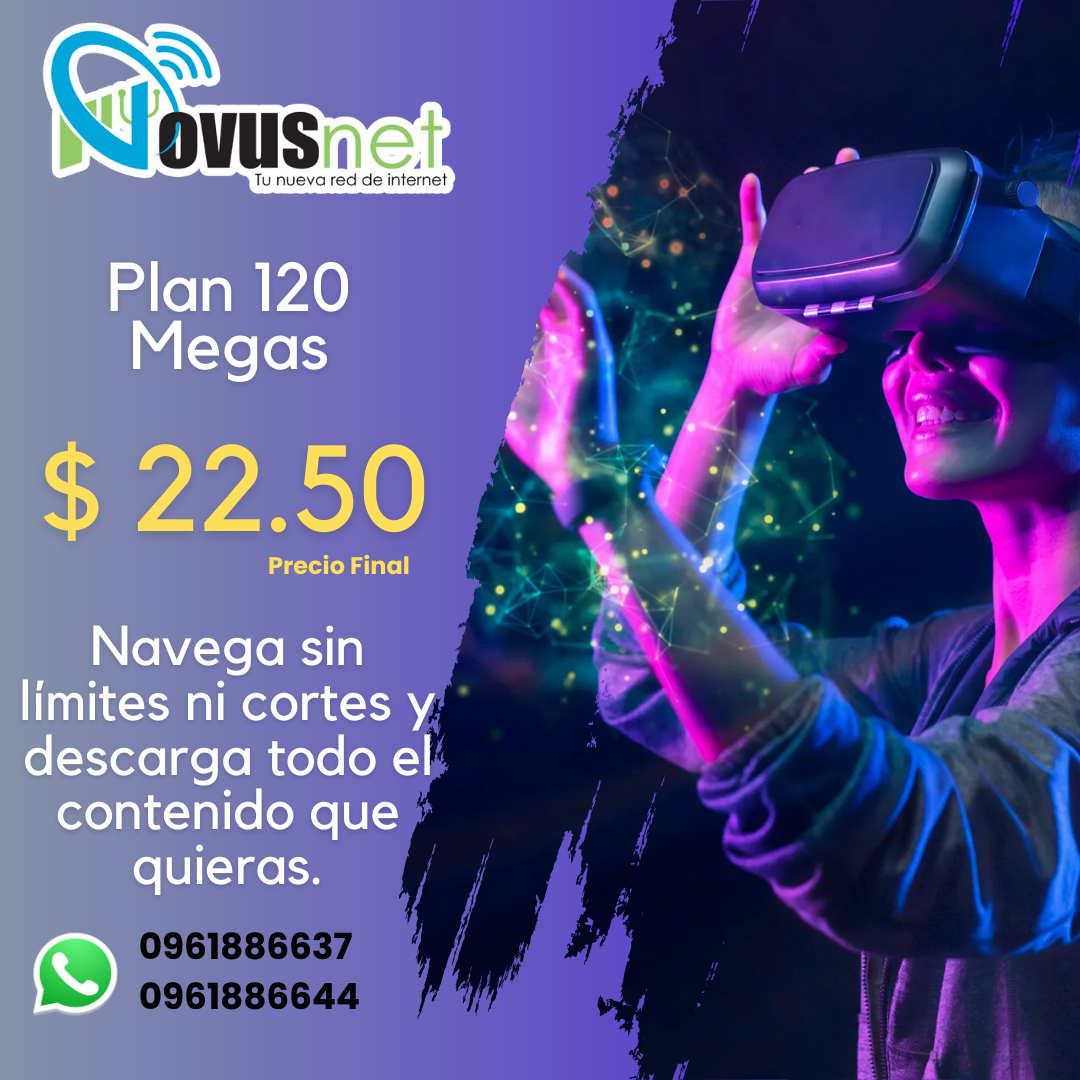 Novusnet
Tu nueva red de internet
Plan 120
Megas
$ 22.50
Precio Final
Navega sin
límites ni cortes y
descarga todo el
contenido que
quieras.
0961886637
0961886644